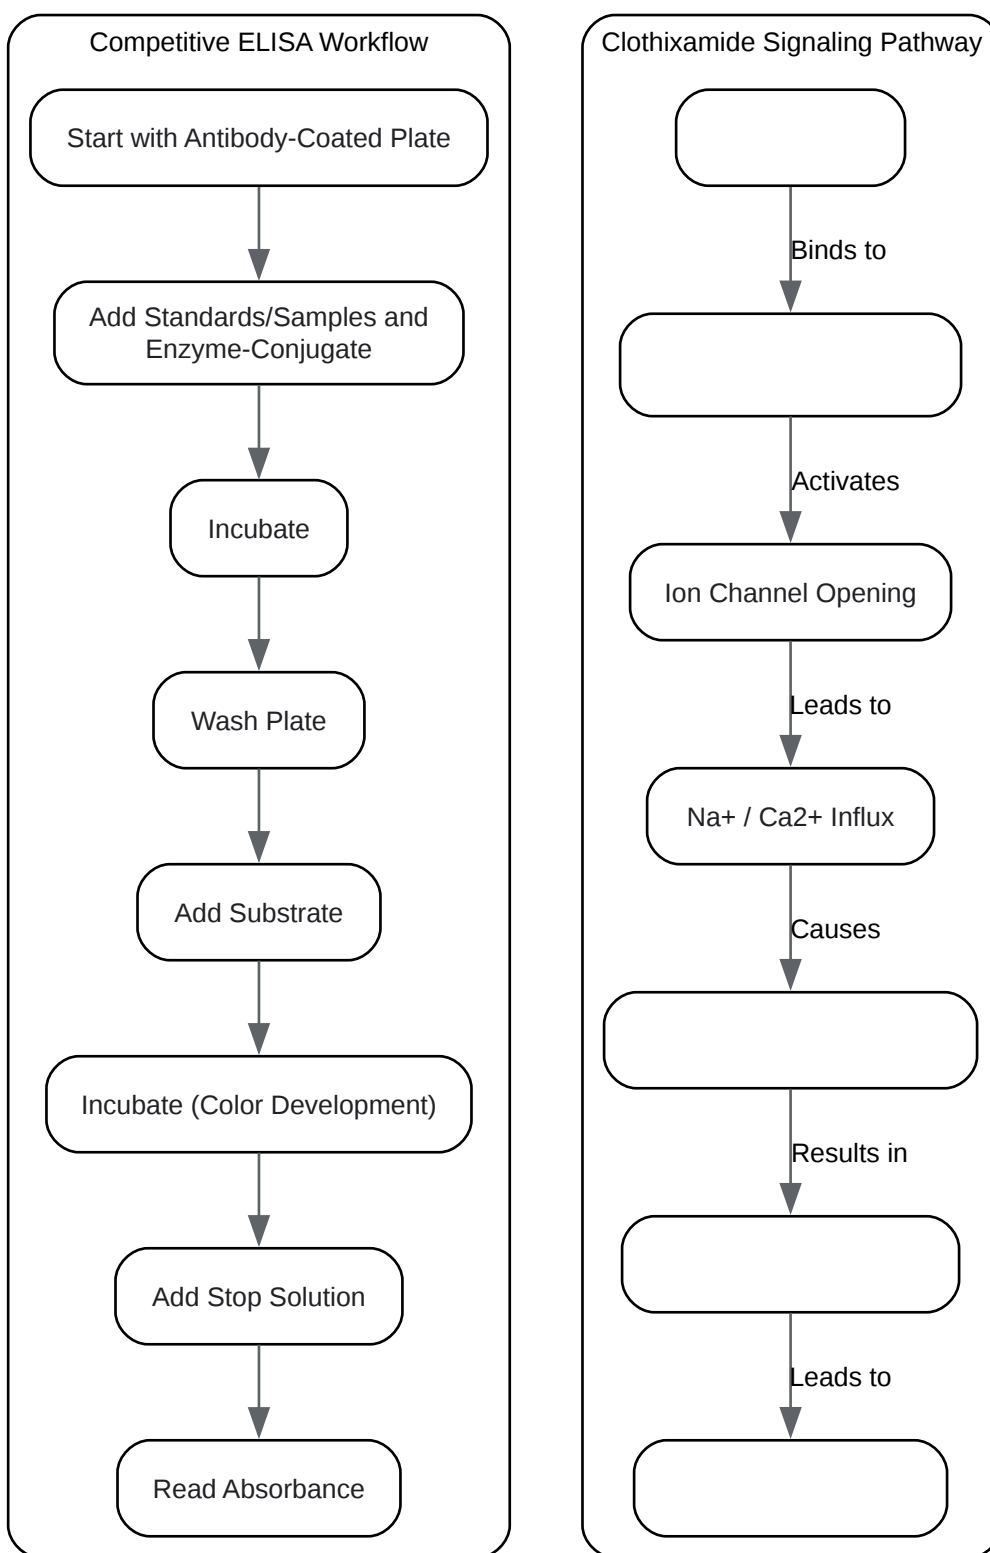 Competitive ELISA Workflow
Start with Antibody-Coated Plate
Add Standards/Samples and
Enzyme-Conjugate
Incubate
Wash Plate
Add Substrate
Incubate (Color Development)
Add Stop Solution
Read Absorbance
Clothixamide Signaling Pathway
Binds to
Activates
Ion Channel Opening
Leads to
Na+ / Ca2+ Influx
Causes
Results in
Leads to